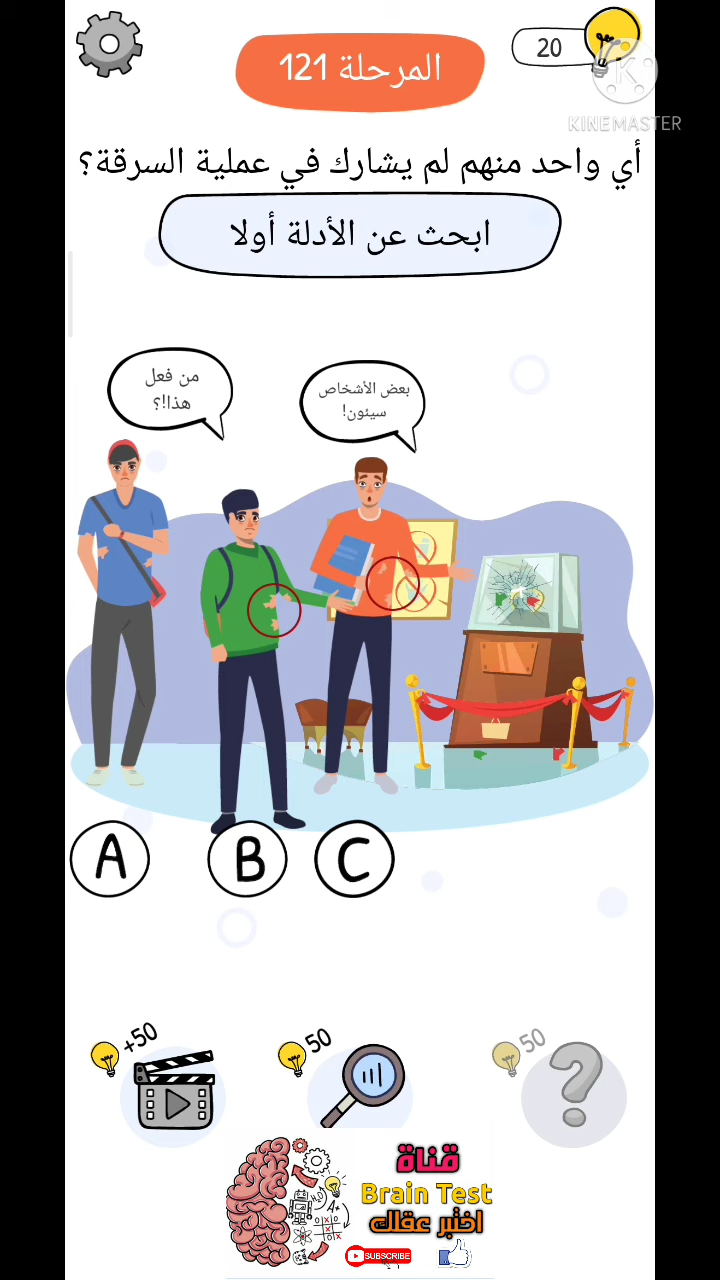 المرحلة 121
20
KINEMASTER
أي واحد منهم لم يشارك في عملية السرقة؟
ابحث عن الأدلة أولا
من فعل
هذا!؟
بعض الأشخاص
سيئون!
A B C
+50
50
50
قناة
Brain Test
اختبر عقلك
SUBSCRIBE